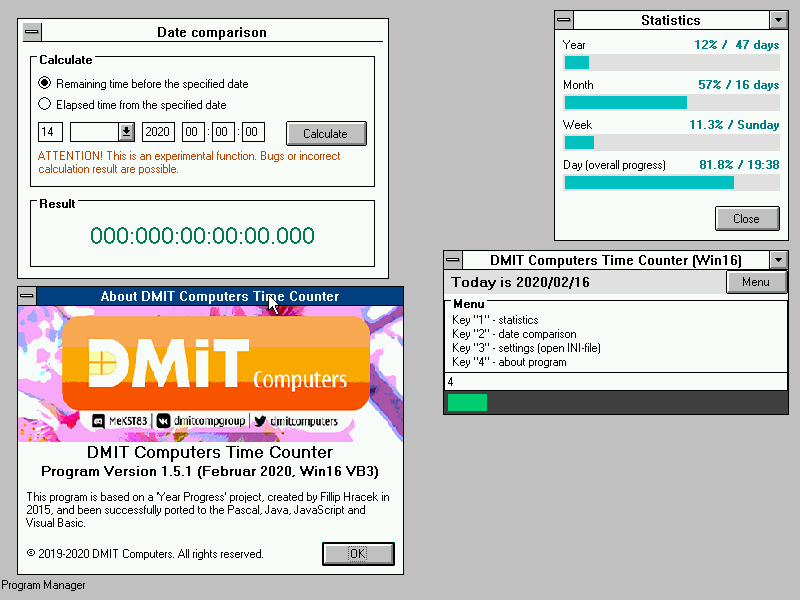 Date comparison
Calculate
Remaining time before the specified date
Elapsed time from the specified date
14 2020 00 : 00 : 00 Calculate
ATTENTION! This is an experimental function. Bugs or incorrect
calculation result are possible.
Result
000:000:00:00:00.000
Statistics
Year 12% / 47 days
Month 57% / 16 days
Week 11.3% / Sunday
Day (overall progress) 81.8% / 19:38
Close
DMIT Computers Time Counter (Win16)
Today is 2020/02/16 Menu
Menu
Key "1" - statistics
Key "2" - date comparison
Key "3" - settings (open INI-file)
Key "4" - about program
4
About DMIT Computers Time Counter
DMiT Computers
MeKST83 | dmitcompgroup | dmitcomputers
DMIT Computers Time Counter
Program Version 1.5.1 (Februar 2020, Win16 VB3)
This program is based on a 'Year Progress' project, created by Fillip Hracek in
2015, and been successfully ported to the Pascal, Java, JavaScript and
Visual Basic.
© 2019-2020 DMIT Computers. All rights reserved.
OK
Program Manager